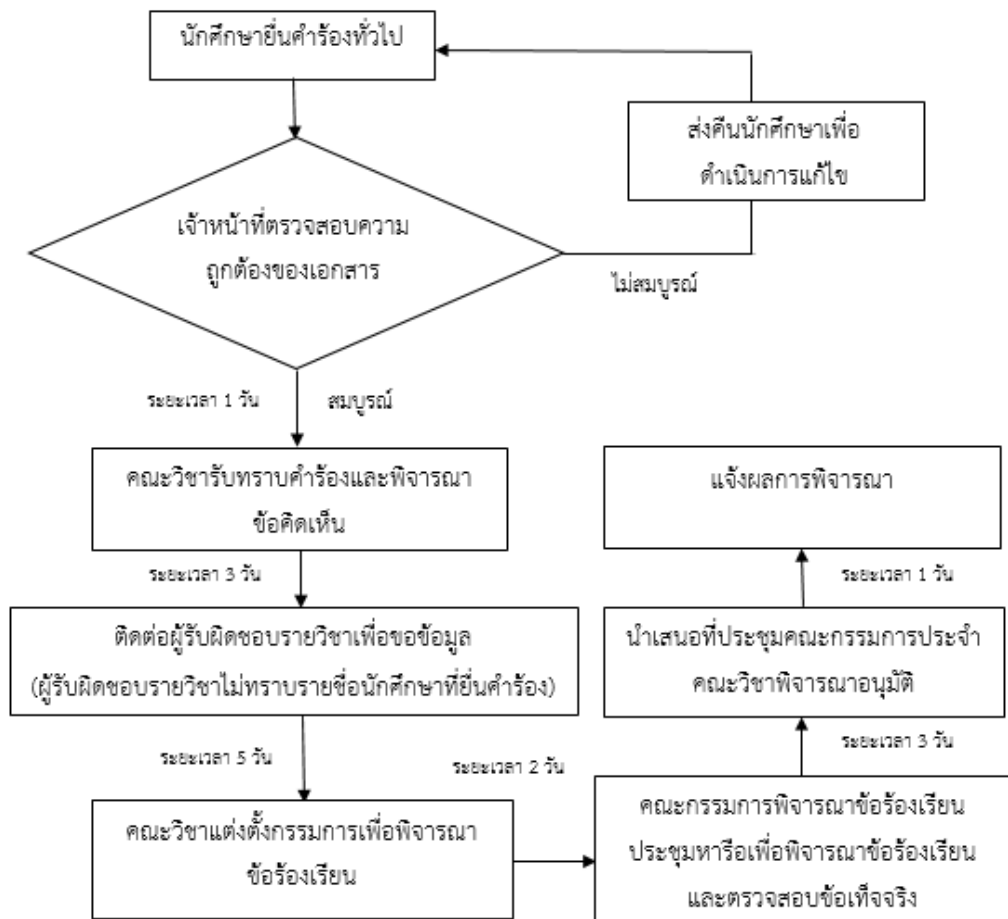 นักศึกษายื่นคำร้องทั่วไป
ส่งคืนนักศึกษาเพื่อ
ดำเนินการแก้ไข
เจ้าหน้าที่ตรวจสอบความ
ถูกต้องของเอกสาร
ไม่สมบูรณ์
ระยะเวลา 1 วัน
สมบูรณ์
คณะวิชารับทราบคำร้องและพิจารณา
ข้อคิดเห็น
ระยะเวลา 3 วัน
ติดต่อผู้รับผิดชอบรายวิชาเพื่อขอข้อมูล
(ผู้รับผิดชอบรายวิชาไม่ทราบรายชื่อนักศึกษาที่ยื่นคำร้อง)
ระยะเวลา 5 วัน
คณะวิชาแต่งตั้งกรรมการเพื่อพิจารณา
ข้อร้องเรียน
ระยะเวลา 2 วัน
คณะกรรมการพิจารณาข้อร้องเรียน
ประชุมหารือเพื่อพิจารณาข้อร้องเรียน
และตรวจสอบข้อเท็จจริง
ระยะเวลา 3 วัน
นำเสนอที่ประชุมคณะกรรมการประจำ
คณะวิชาพิจารณาอนุมัติ
ระยะเวลา 1 วัน
แจ้งผลการพิจารณา